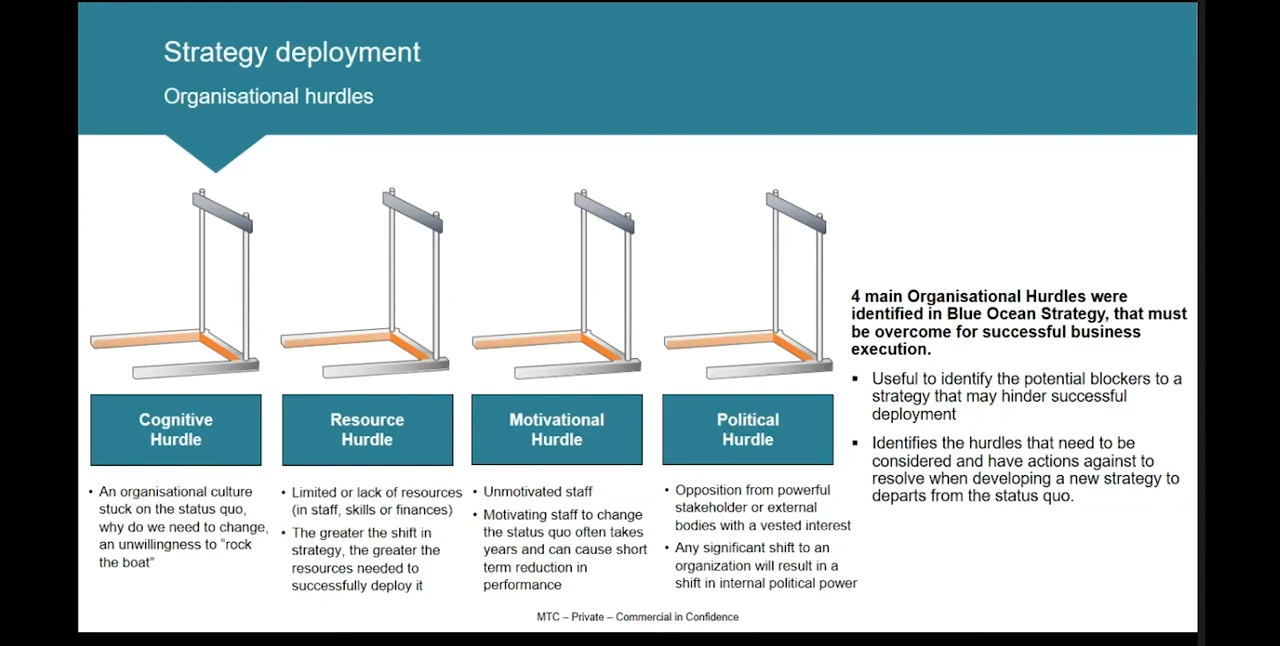 Strategy deployment
Organisational hurdles
Cognitive
Hurdle
• An organisational culture
stuck on the status quo,
why do we need to change,
an unwillingness to “rock
the boat”
Resource
Hurdle
• Limited or lack of resources
(in staff, skills or finances)
• The greater the shift in
strategy, the greater the
resources needed to
successfully deploy it
Motivational
Hurdle
• Unmotivated staff
• Motivating staff to change
the status quo often takes
years and can cause short
term reduction in
performance
Political
Hurdle
• Opposition from powerful
stakeholder or external
bodies with a vested interest
• Any significant shift to an
organization will result in a
shift in internal political power
4 main Organisational Hurdles were
identified in Blue Ocean Strategy, that must
be overcome for successful business
execution.
▪ Useful to identify the potential blockers to a
strategy that may hinder successful
deployment
▪ Identifies the hurdles that need to be
considered and have actions against to
resolve when developing a new strategy to
departs from the status quo.
MTC – Private – Commercial in Confidence